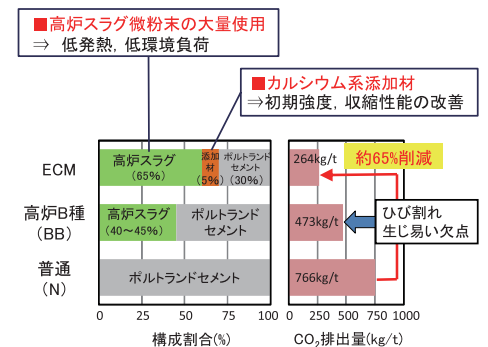 ■高炉スラグ微粉末の大量使用
⇒ 低発熱，低環境負荷
■カルシウム系添加材
⇒初期強度，収縮性能の改善
ECM
高炉スラグ
(65%)
添加
材
(5%)
ポルトランド
セメント
(30%)
264kg/t
約65%削減
高炉B種
(BB)
高炉スラグ
(40～45%)
ポルトランド
セメント
473kg/t
ひび割れ
生じ易い欠点
普通
(N)
ポルトランドセメント
766kg/t
0 25 50 75 100
0 250 500 750 1000
構成割合(%)
CO₂排出量(kg/t)